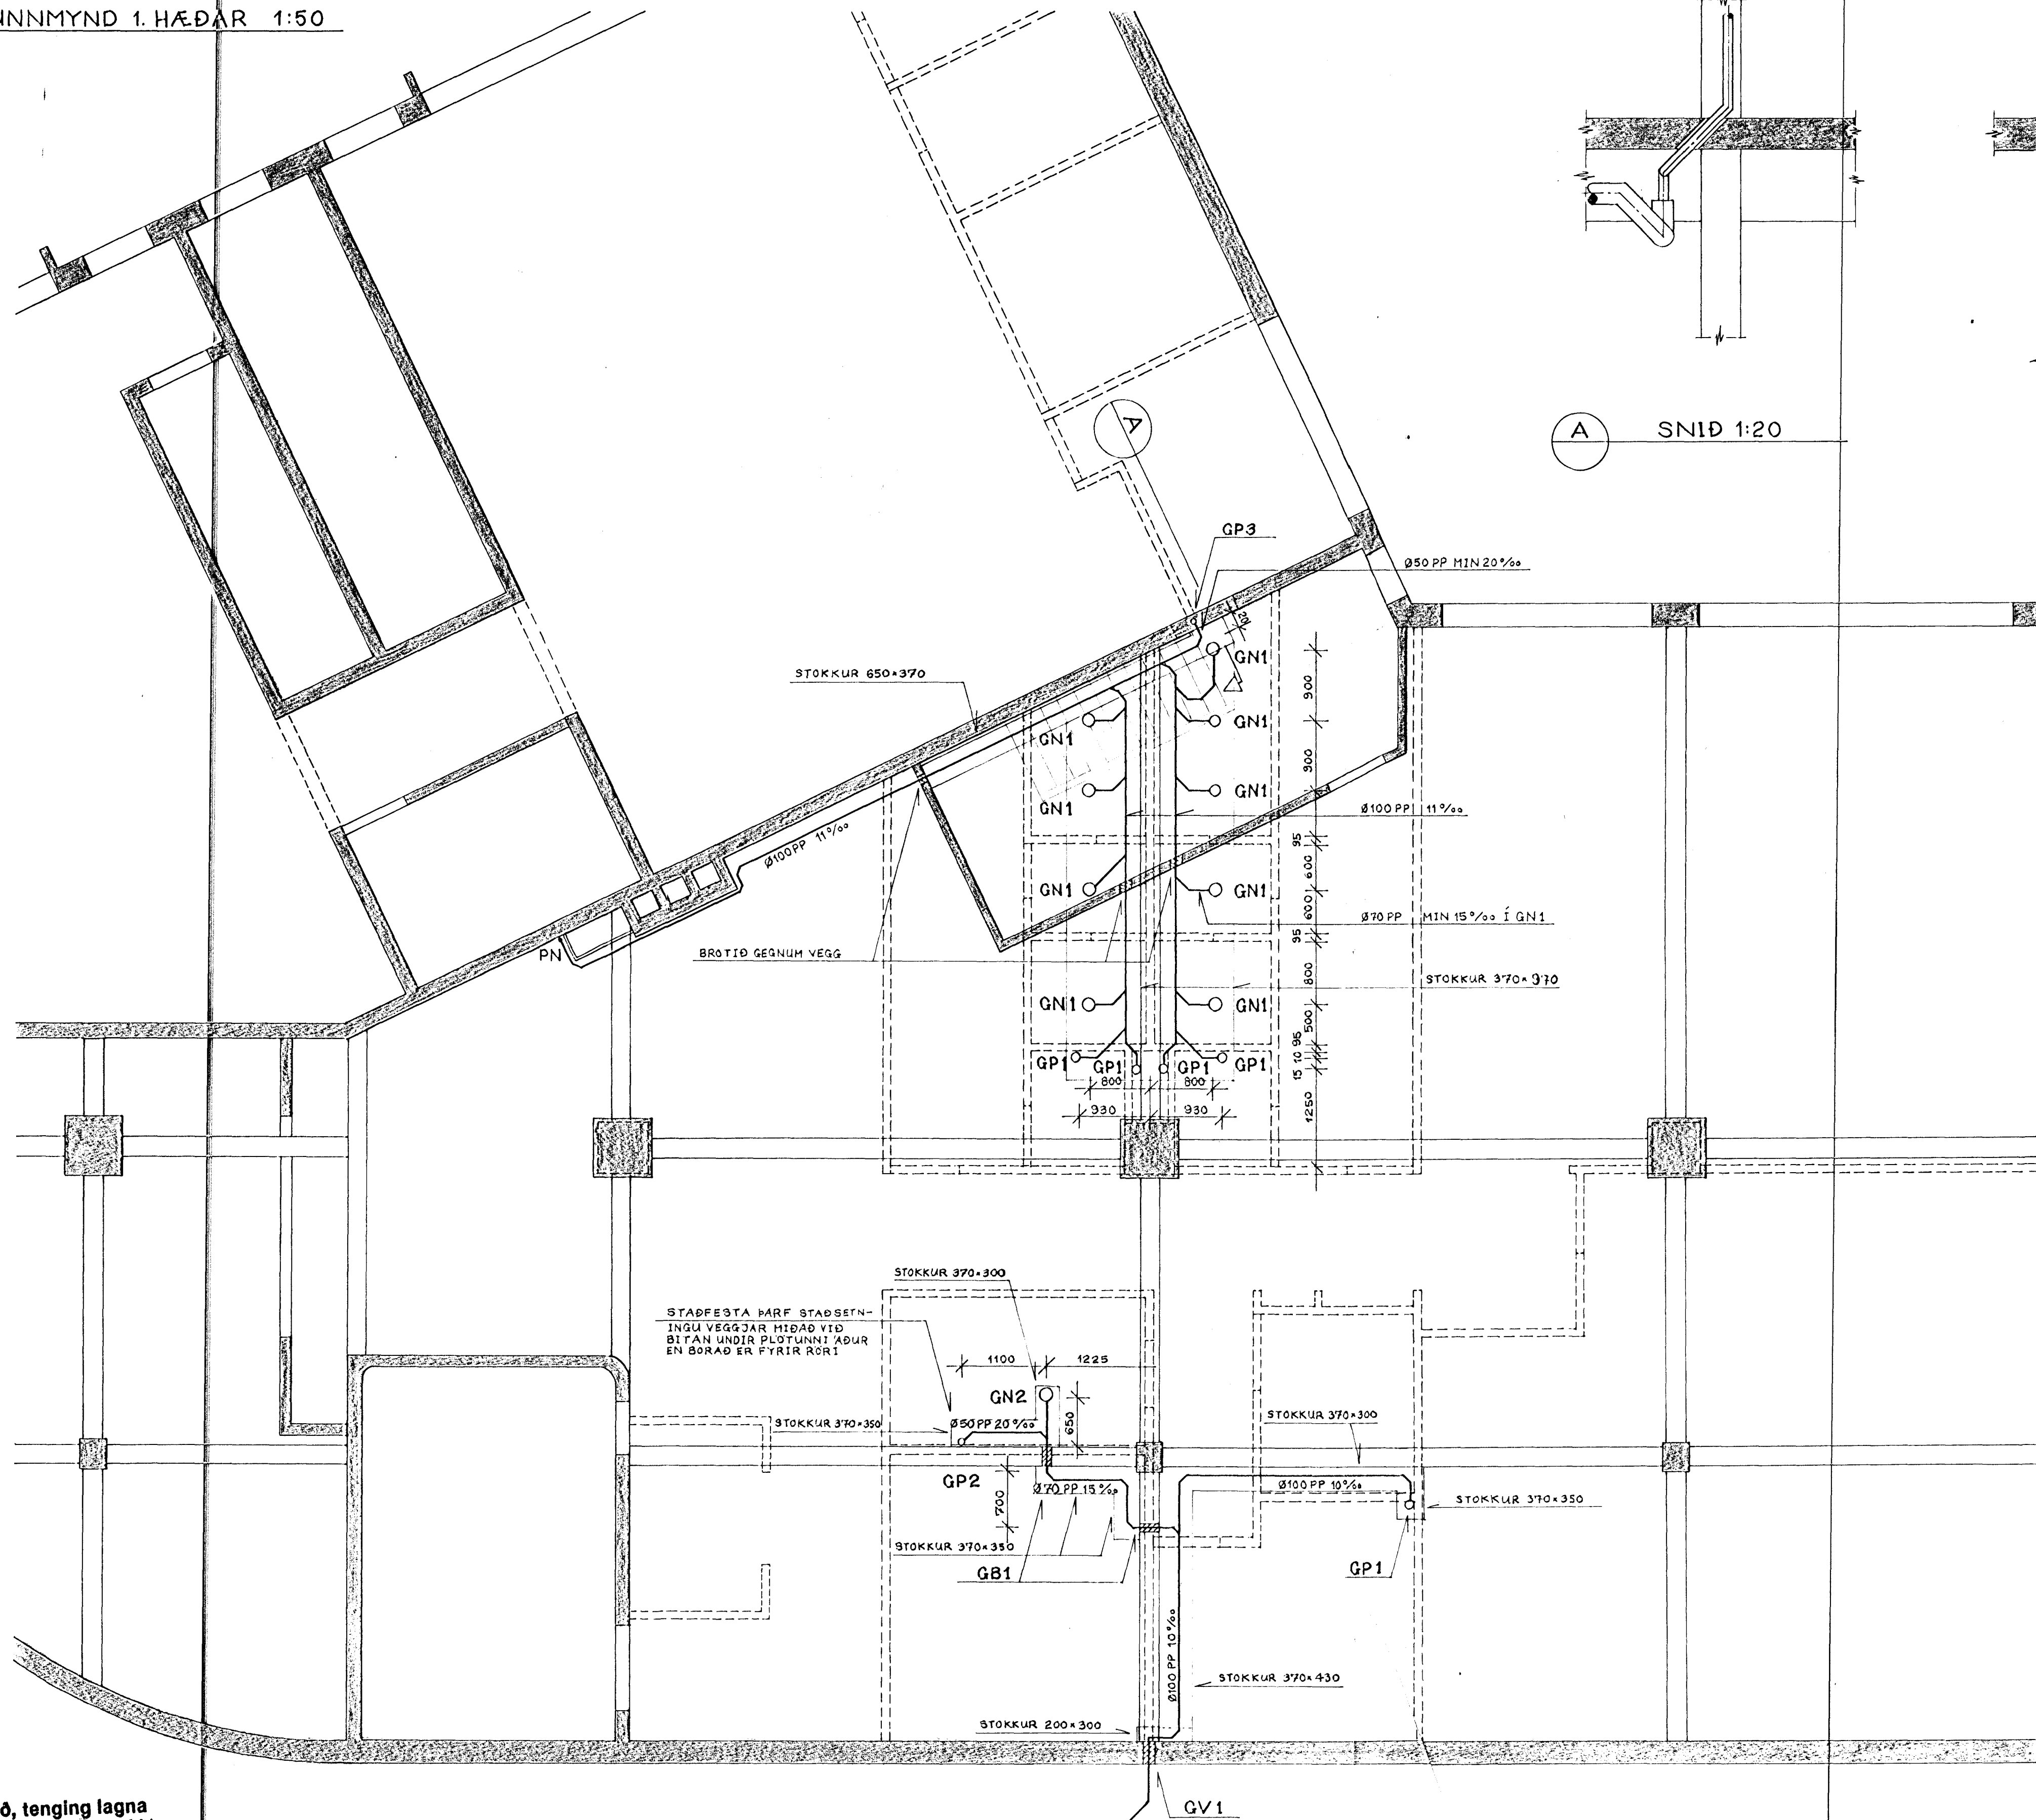 NNMYND 1. HÆÐAR 1:50
A
A
SNIÐ 1:20
GP3
Ø50 PP MIN 20‰
120
STOKKUR 650×370
GN1
900
GN1
GN1
900
GN1
GN1
Ø100 PP 11‰
Ø100 PP 11‰
95
600
GN1
GN1
600
Ø70 PP MIN 15‰ Í GN1
95
PN
BROTIÐ GEGNUM VEGG
800
STOKKUR 370×970
GN1
GN1
500
95
10
15
GP1
GP1
GP1
GP1
800
800
930
930
1250
STOKKUR 370×300
STAÐFESTA ÞARF STAÐSETN-
INGU VEGGJAR MIÐAÐ VIÐ
BITAN UNDIR PLÖTUNNI ÁÐUR
EN BORAÐ ER FYRIR RÖRI
1100
1225
GN2
650
STOKKUR 370×350
Ø50 PP 20‰
STOKKUR 370×300
GP2
Ø70 PP 15‰
700
Ø100 PP 10‰
STOKKUR 370×350
STOKKUR 370×350
GB1
GP1
Ø100 PP 10‰
STOKKUR 370×430
STOKKUR 200×300
GV1
ð, tenging lagna